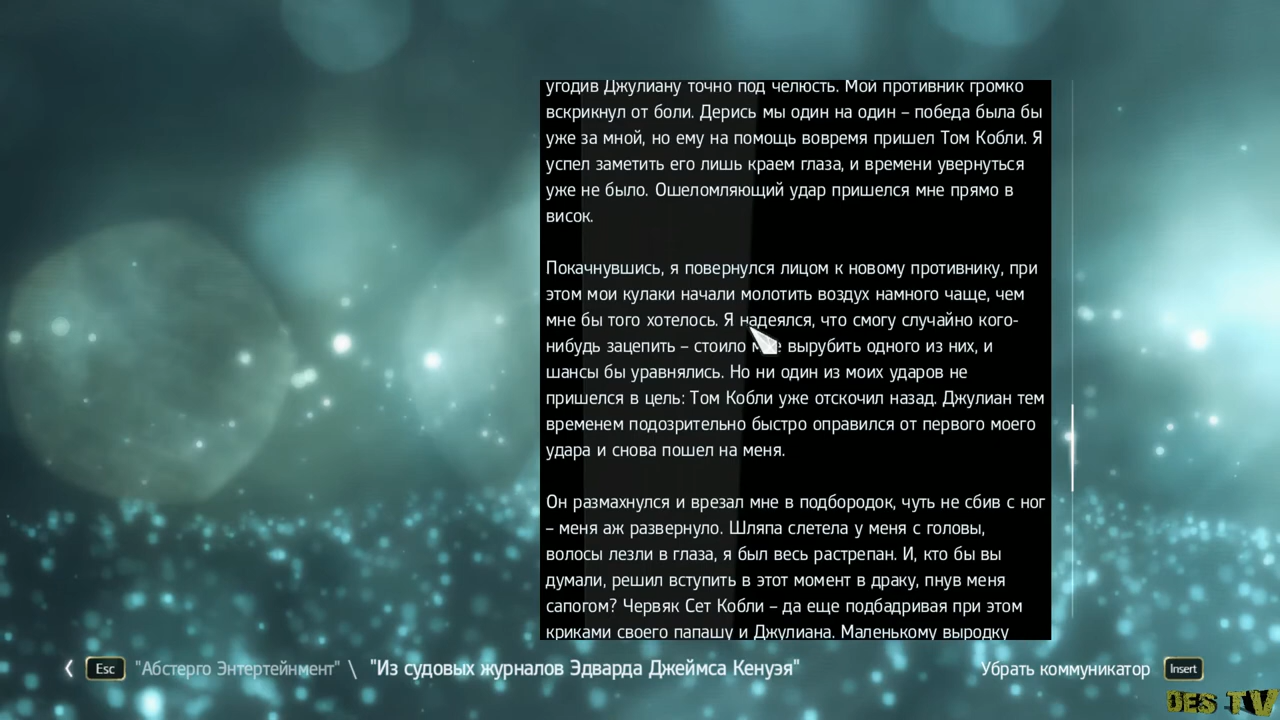 угодив Джулиану точно под челюсть. Мой противник громко
вскрикнул от боли. Дерись мы один на один – победа была бы
уже за мной, но ему на помощь вовремя пришел Том Кобли. Я
успел заметить его лишь краем глаза, и времени увернуться
уже не было. Ошеломляющий удар пришелся мне прямо в
висок.
Покачнувшись, я повернулся лицом к новому противнику, при
этом мои кулаки начали молотить воздух намного чаще, чем
мне бы того хотелось. Я надеялся, что смогу случайно кого-
нибудь зацепить – стоило мне вырубить одного из них, и
шансы бы уравнялись. Но ни один из моих ударов не
пришелся в цель: Том Кобли уже отскочил назад. Джулиан тем
временем подозрительно быстро оправился от первого моего
удара и снова пошел на меня.
Он размахнулся и врезал мне в подбородок, чуть не сбив с ног
– меня аж развернуло. Шляпа слетела у меня с головы,
волосы лезли в глаза, я был весь растрепан. И, кто бы вы
думали, решил вступить в этот момент в драку, пнув меня
сапогом? Червяк Сет Кобли – да еще подбадривая при этом
криками своего папашу и Джулиана. Маленькому выродку
Esc "Абстерго Энтертейнмент" \ "Из судовых журналов Эдварда Джеймса Кенуэя"
Убрать коммуникатор Insert
DES TV